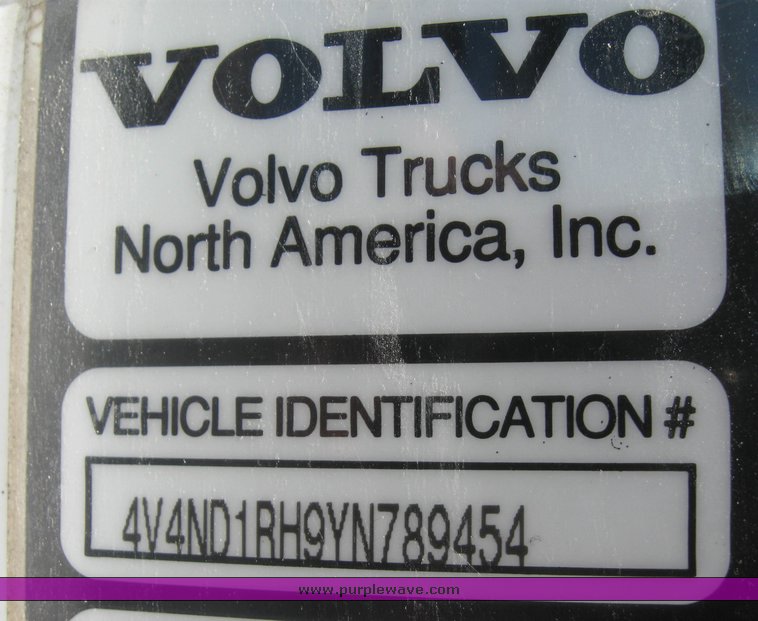 VOLVO
Volvo Trucks
North America, Inc.
VEHICLE IDENTIFICATION #
4V4ND1RH9YN789454
www.purplewave.com